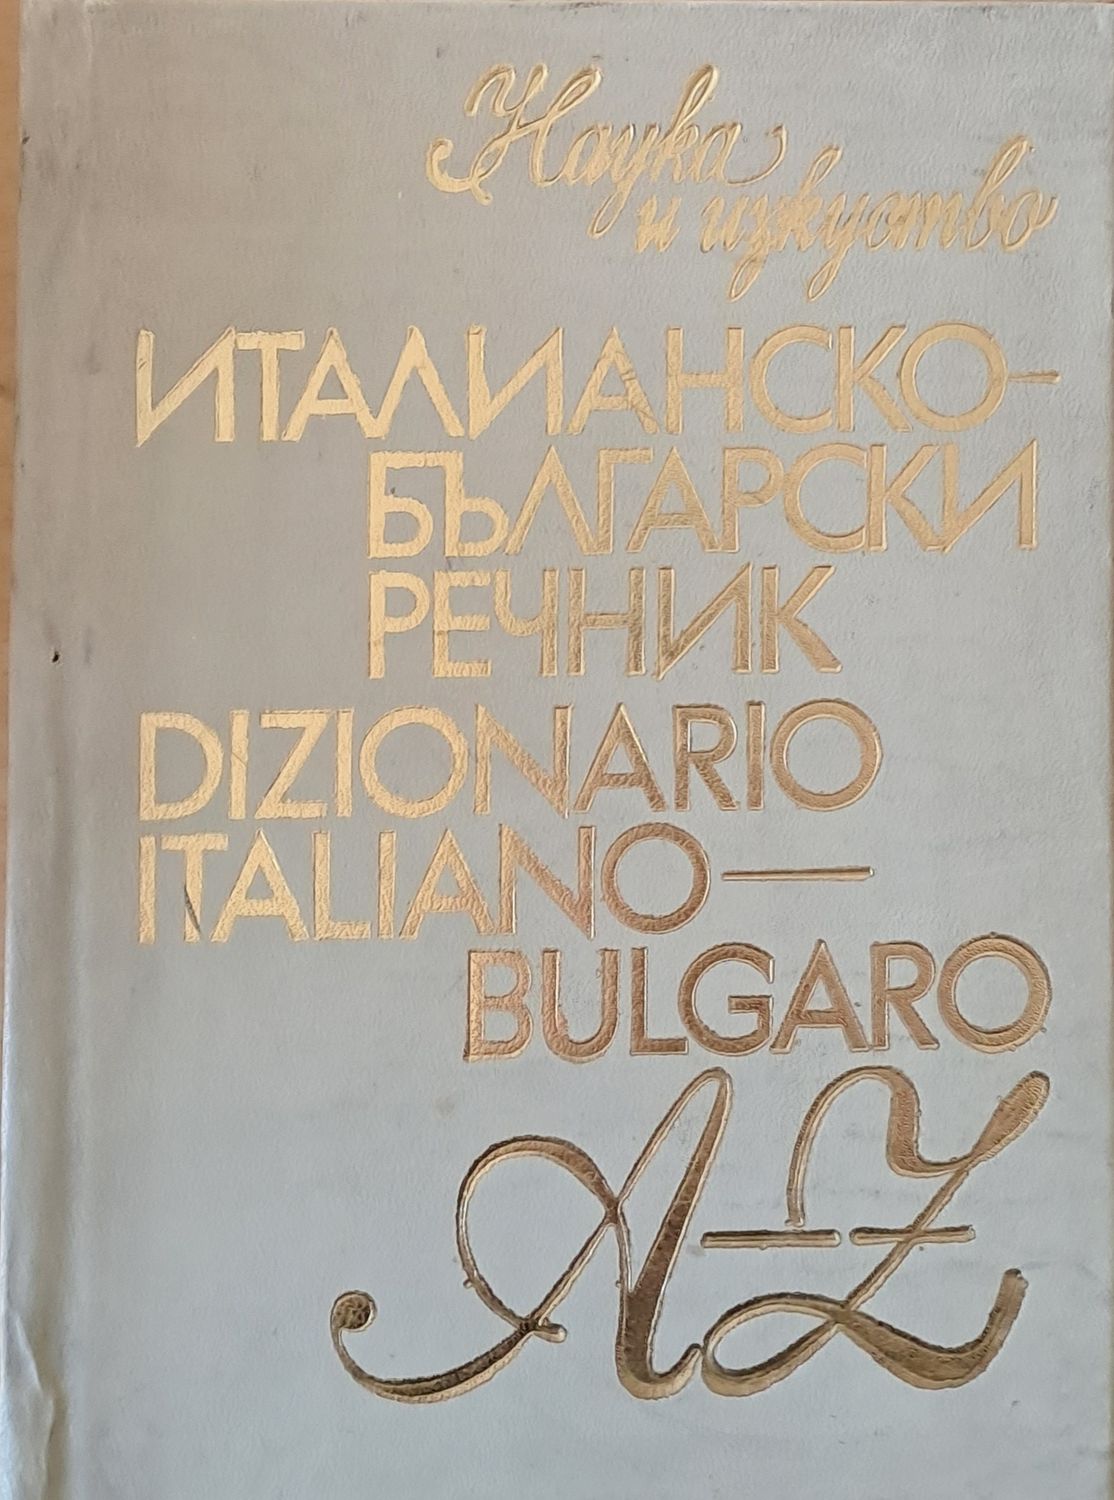 Наука
и изкуство
ИТАЛИАНСКО-
БЪЛГАРСКИ
РЕЧНИК
DIZIONARIO
ITALIANO—
BULGARO
A—Z